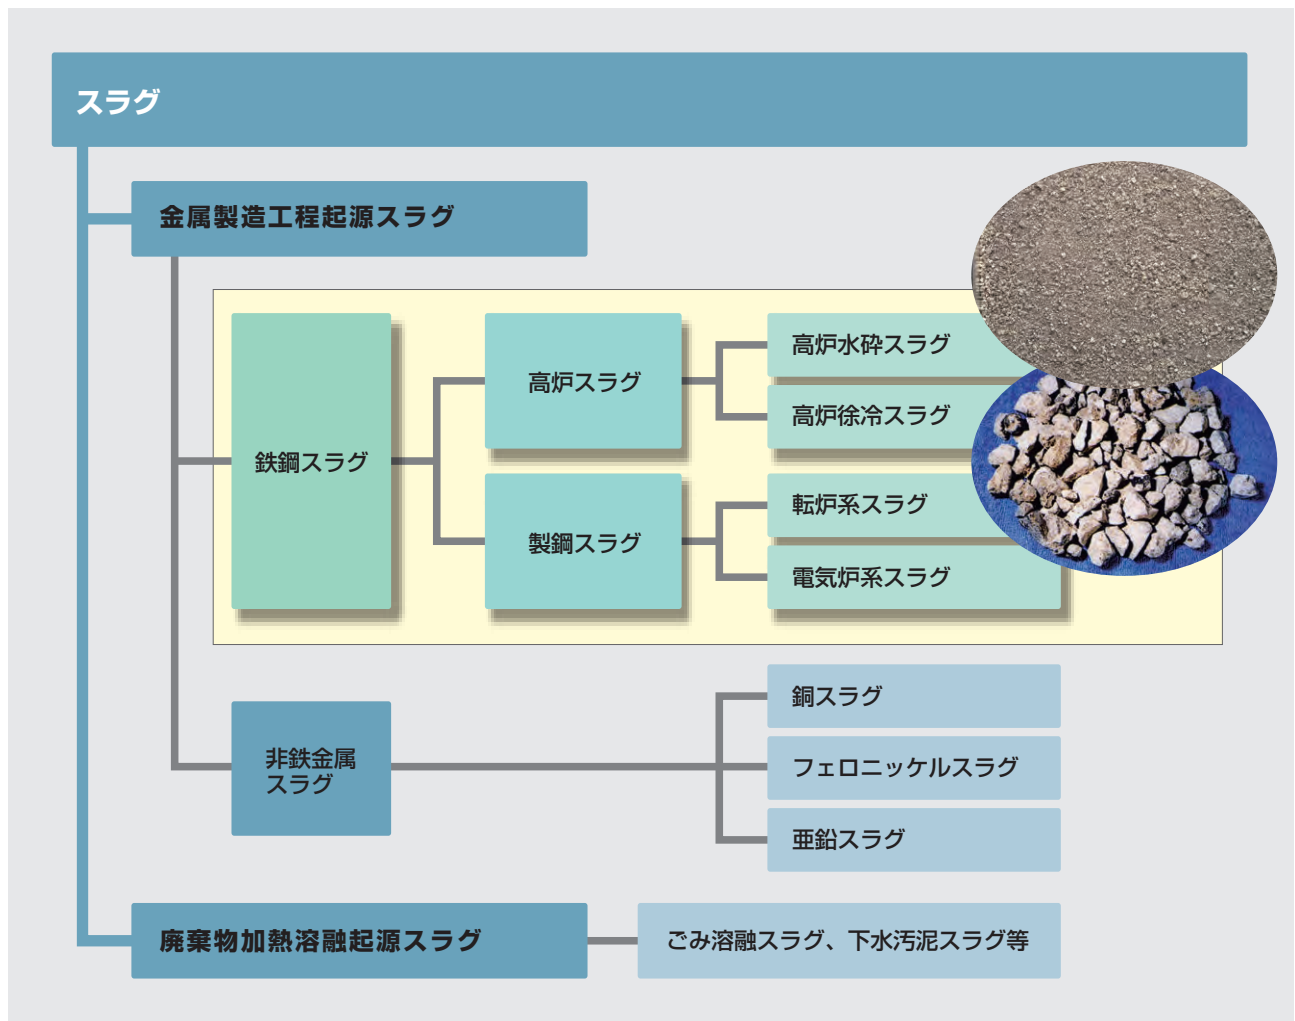 スラグ
金属製造工程起源スラグ
高炉水砕スラグ
高炉スラグ
高炉徐冷スラグ
鉄鋼スラグ
転炉系スラグ
製鋼スラグ
電気炉系スラグ
銅スラグ
非鉄金属
スラグ
フェロニッケルスラグ
亜鉛スラグ
廃棄物加熱溶融起源スラグ
ごみ溶融スラグ、下水汚泥スラグ等